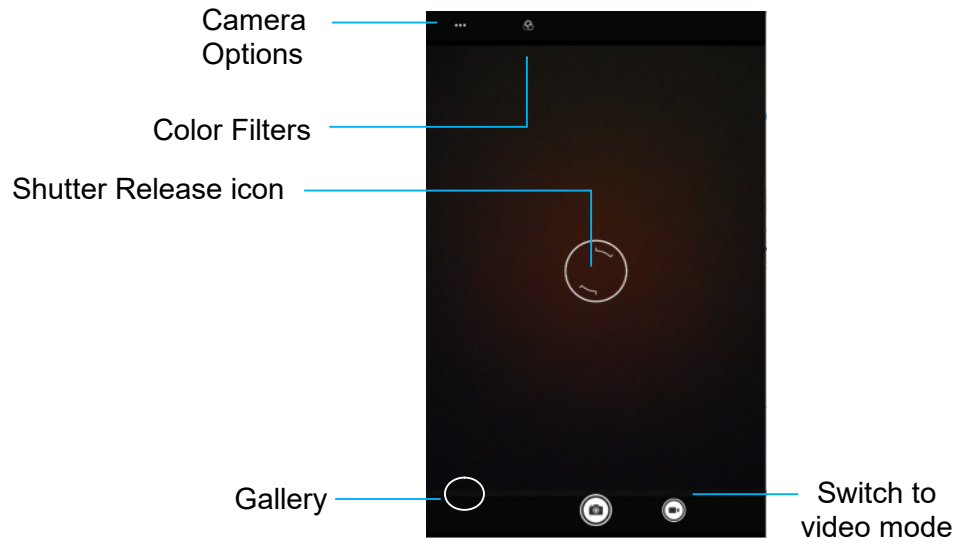 Camera
Options
Color Filters
Shutter Release icon
Gallery
Switch to
video mode